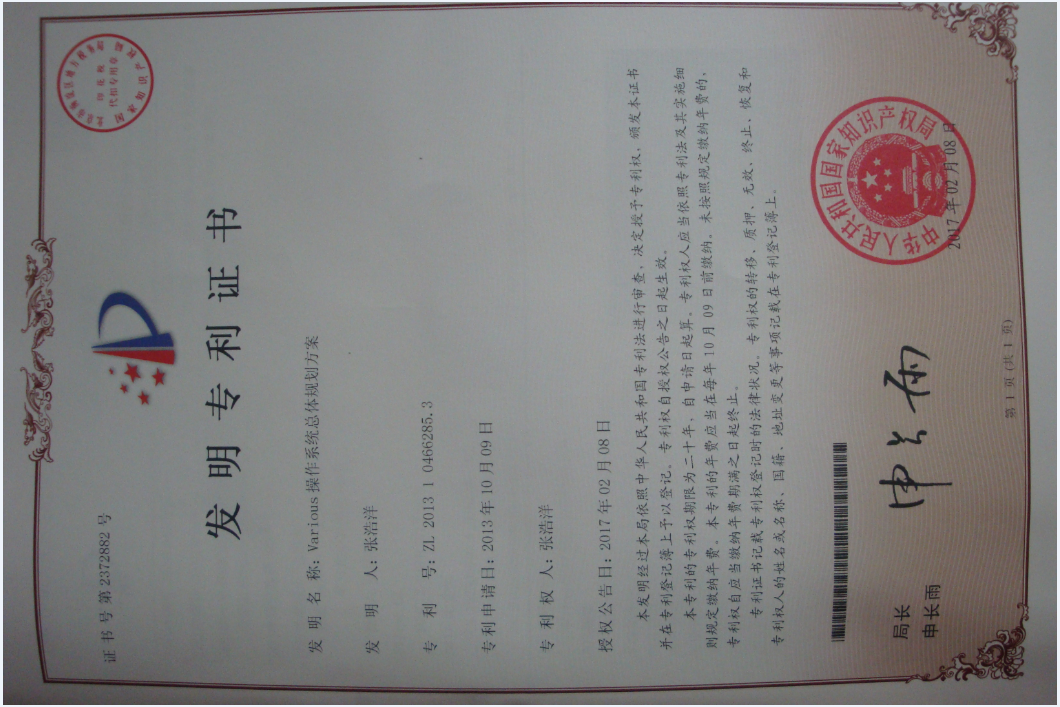 证书号第2372882号
发明专利证书
发 明 名 称：Various操作系统总体规划方案
发 明 人：张浩洋
专 利 号：ZL 2013 1 0466285.3
专利申请日：2013年10月09日
专 利 权 人：张浩洋
授权公告日：2017年02月08日
本发明经过本局依照中华人民共和国专利法进行审查，决定授予专利权，颁发本证书
并在专利登记簿上予以登记。专利权自授权公告之日起生效。
本专利的专利权期限为二十年，自申请日起算。专利权人应当依照专利法及其实施细
则规定缴纳年费。本专利的年费应当在每年10月09日前缴纳。未按照规定缴纳年费的，
专利权自应当缴纳年费期满之日起终止。
专利证书记载专利权登记时的法律状况。专利权的转移、质押、无效、终止、恢复和
专利权人的姓名或名称、国籍、地址变更等事项记载在专利登记簿上。
局长
申长雨
申长雨
中华人民共和国国家知识产权局
2017年02月08日
第 1 页 (共 1 页)
国家知识产权局
代扣专用章